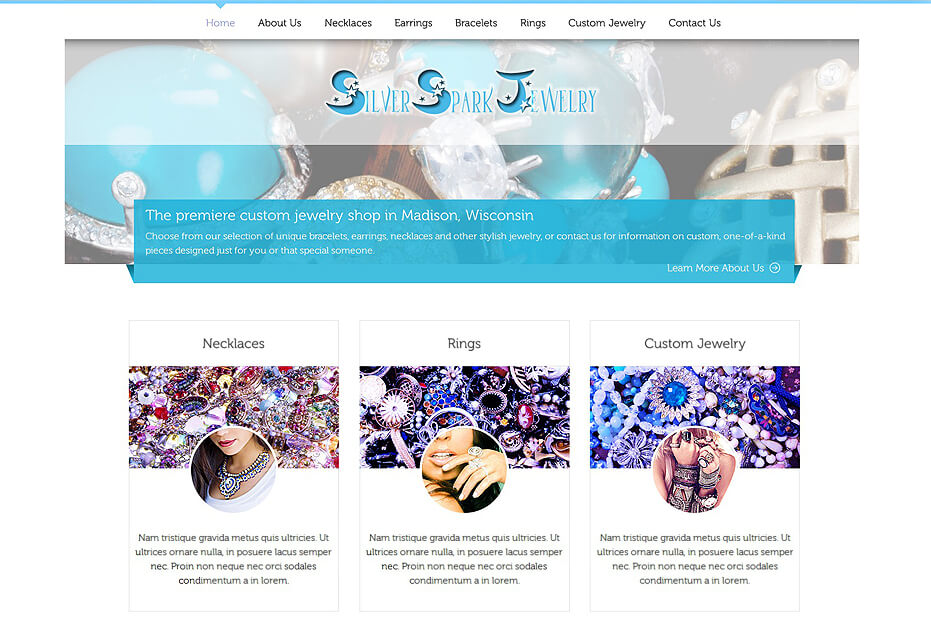 Home About Us Necklaces Earrings Bracelets Rings Custom Jewelry Contact Us
Silver Spark Jewelry
The premiere custom jewelry shop in Madison, Wisconsin
Choose from our selection of unique bracelets, earrings, necklaces and other stylish jewelry, or contact us for information on custom, one-of-a-kind
pieces designed just for you or that special someone.
Learn More About Us
Necklaces
Nam tristique gravida metus quis ultricies. Ut
ultrices ornare nulla, in posuere lacus semper
nec. Proin non neque nec orci sodales
condimentum a in lorem.
Rings
Nam tristique gravida metus quis ultricies. Ut
ultrices ornare nulla, in posuere lacus semper
nec. Proin non neque nec orci sodales
condimentum a in lorem.
Custom Jewelry
Nam tristique gravida metus quis ultricies. Ut
ultrices ornare nulla, in posuere lacus semper
nec. Proin non neque nec orci sodales
condimentum a in lorem.